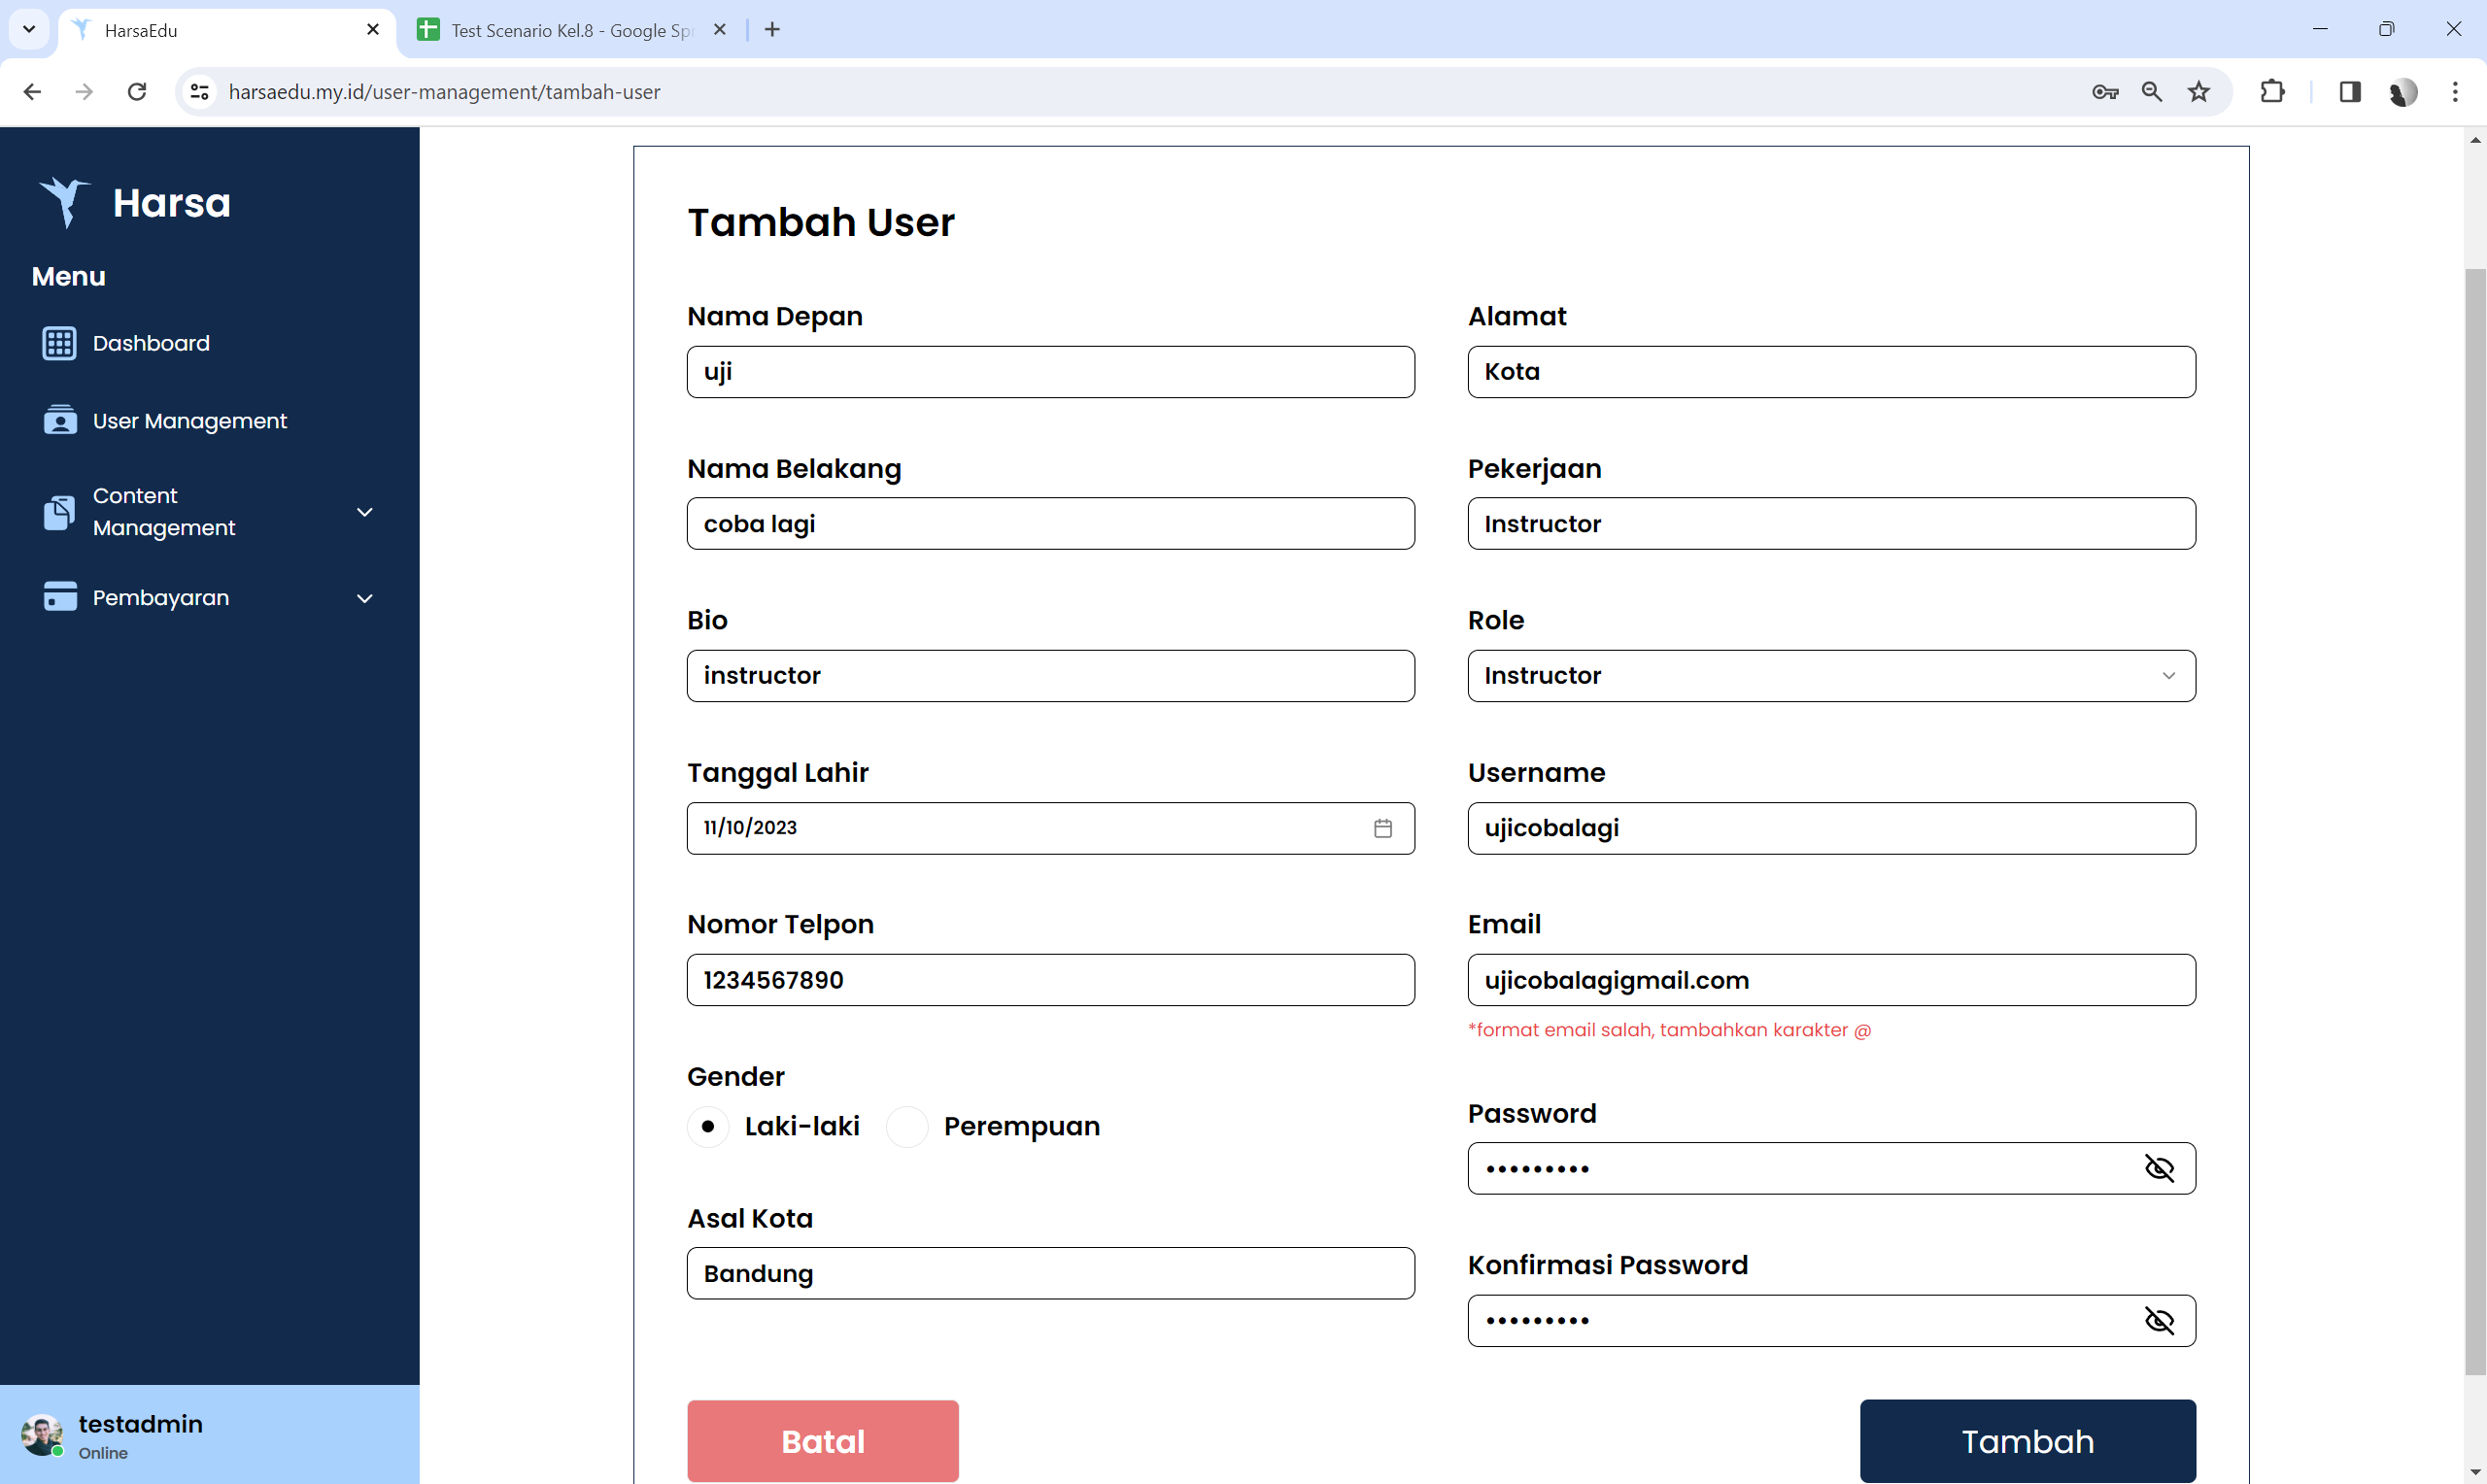 HarsaEdu
Test Scenario Kel.8 - Google Spr
harsaedu.my.id/user-management/tambah-user
Harsa
Menu
Dashboard
User Management
Content
Management
Pembayaran
testadmin
Online
Tambah User
Nama Depan
uji
Nama Belakang
coba lagi
Bio
instructor
Tanggal Lahir
11/10/2023
Nomor Telpon
1234567890
Gender
Laki-laki
Perempuan
Asal Kota
Bandung
Alamat
Kota
Pekerjaan
Instructor
Role
Instructor
Username
ujicobalagi
Email
ujicobalagigmail.com
*format email salah, tambahkan karakter @
Password
•••••••••
Konfirmasi Password
•••••••••
Batal
Tambah